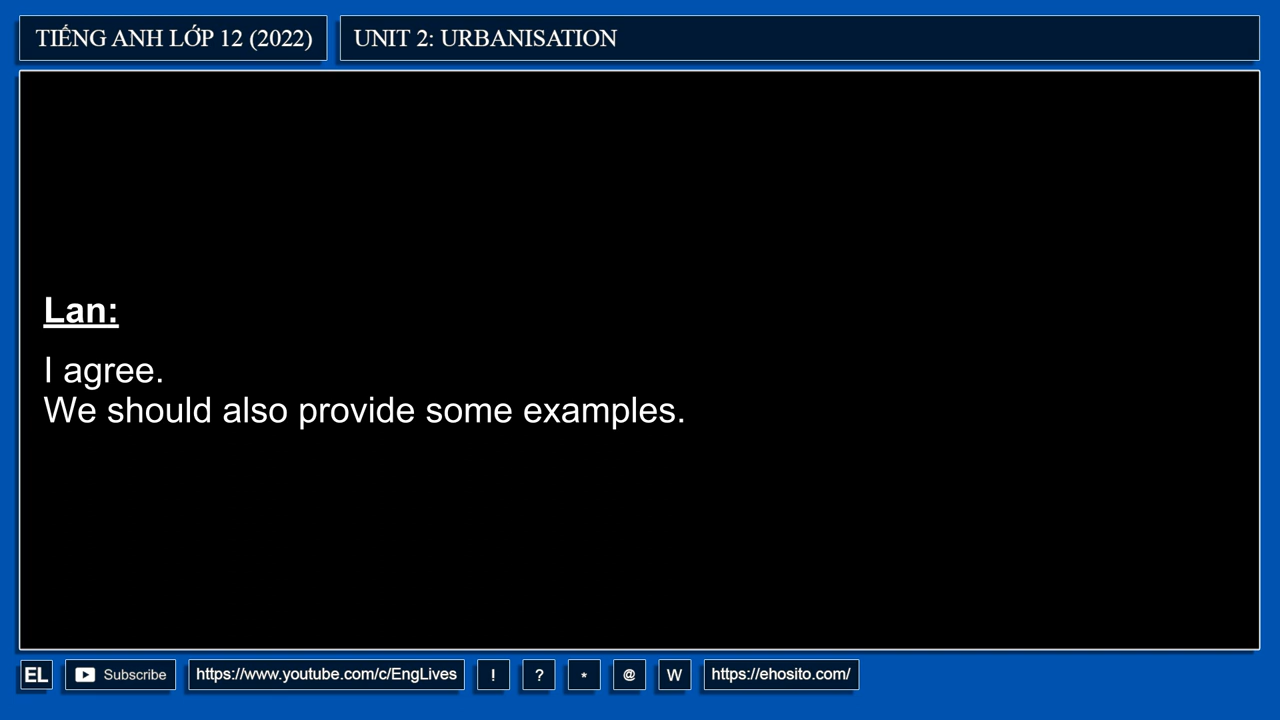 TIẾNG ANH LỚP 12 (2022)
UNIT 2: URBANISATION
Lan:
I agree.
We should also provide some examples.
EL
Subscribe
https://www.youtube.com/c/EngLives
!
?
*
@
W
https://ehosito.com/